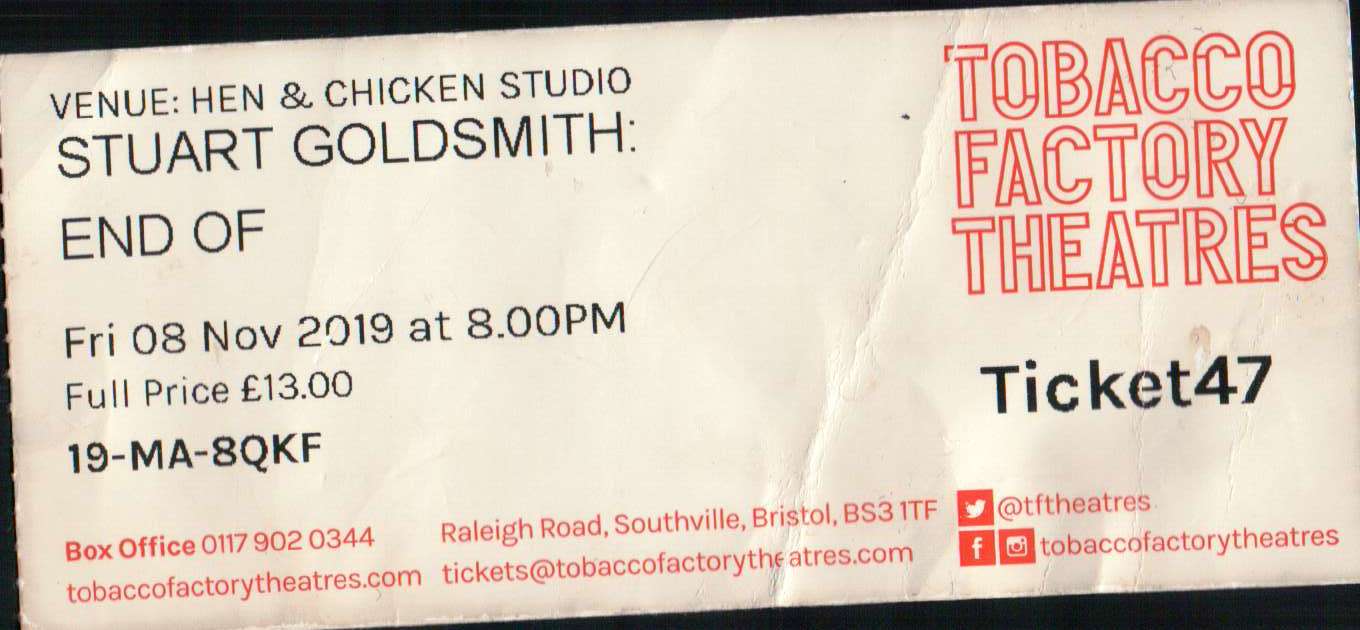 VENUE: HEN & CHICKEN STUDIO
STUART GOLDSMITH:
END OF
Fri 08 Nov 2019 at 8.00PM
Full Price £13.00
19-MA-8QKF
Box Office 0117 902 0344
tobaccofactorytheatres.com
Raleigh Road, Southville, Bristol, BS3 1TF
tickets@tobaccofactorytheatres.com
TOBACCO
FACTORY
THEATRES
Ticket47
@tftheatres
tobaccofactorytheatres